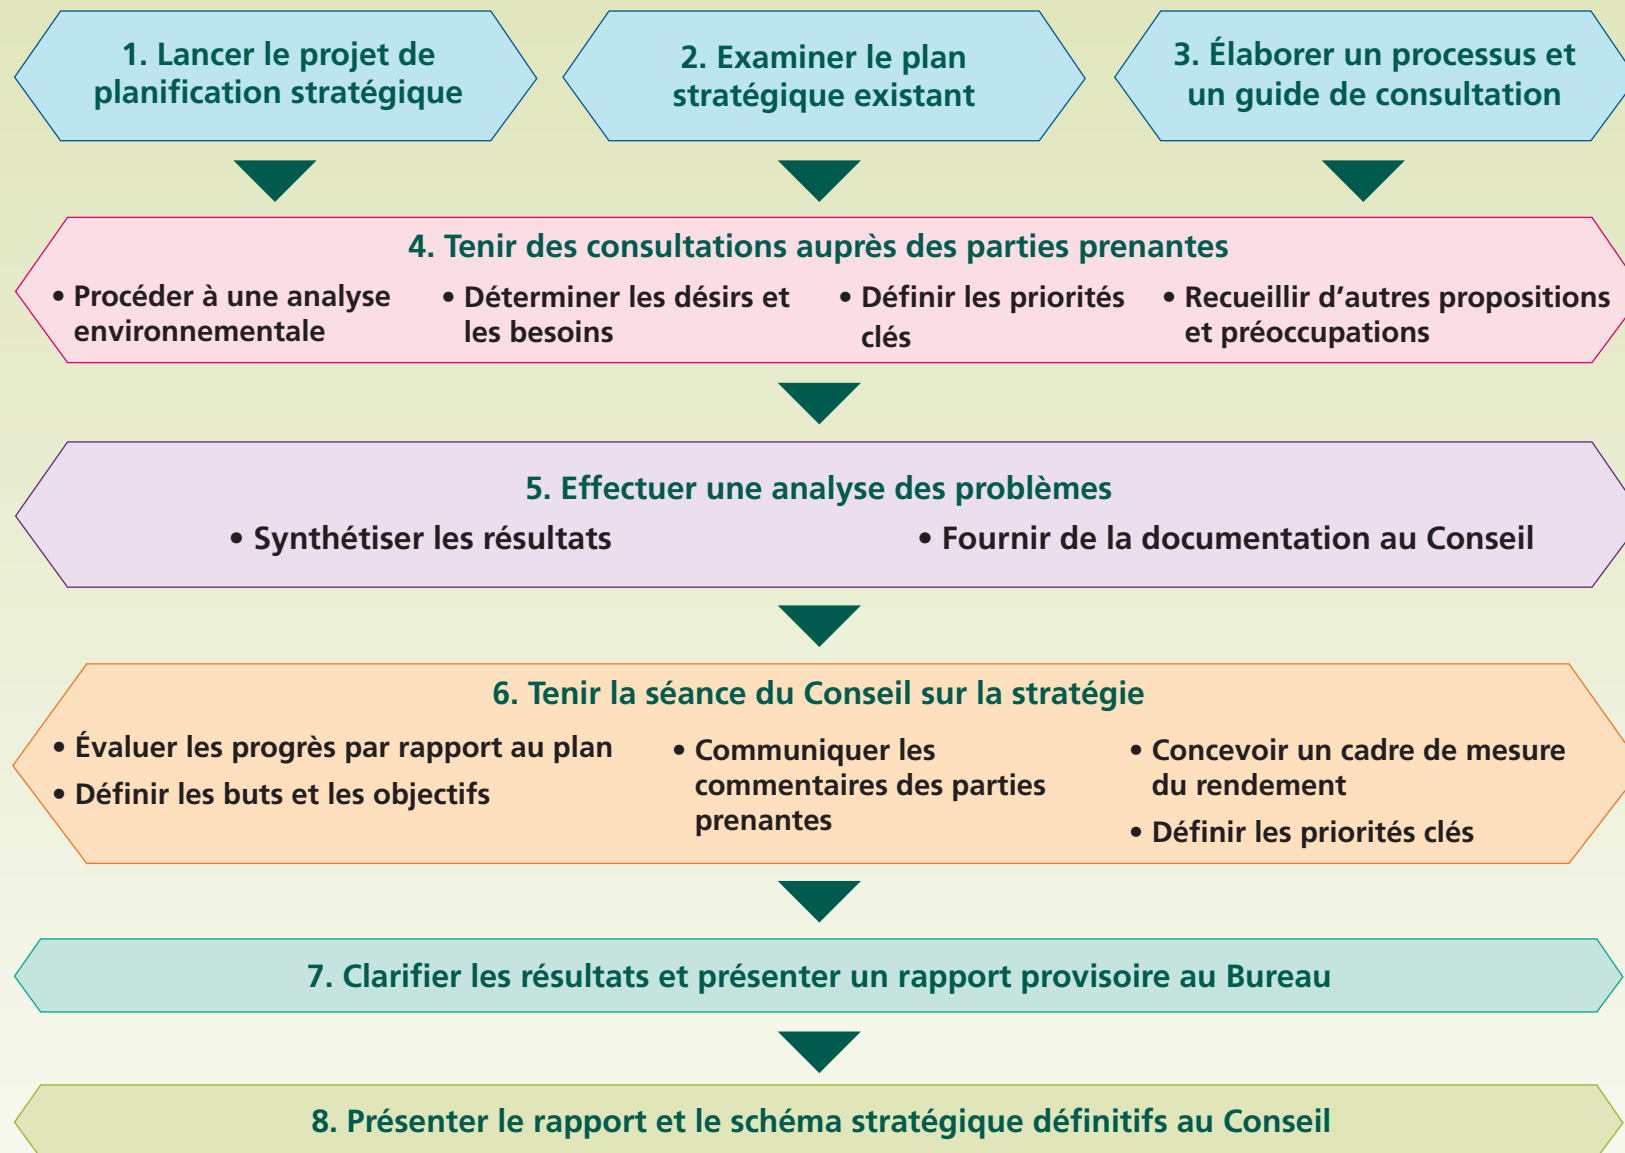 1. Lancer le projet de
planification stratégique
2. Examiner le plan
stratégique existant
3. Élaborer un processus et
un guide de consultation
4. Tenir des consultations auprès des parties prenantes
• Procéder à une analyse
environnementale
• Déterminer les désirs et
les besoins
• Définir les priorités
clés
• Recueillir d’autres propositions
et préoccupations
5. Effectuer une analyse des problèmes
• Synthétiser les résultats
• Fournir de la documentation au Conseil
6. Tenir la séance du Conseil sur la stratégie
• Évaluer les progrès par rapport au plan
• Définir les buts et les objectifs
• Communiquer les
commentaires des parties
prenantes
• Concevoir un cadre de mesure
du rendement
• Définir les priorités clés
7. Clarifier les résultats et présenter un rapport provisoire au Bureau
8. Présenter le rapport et le schéma stratégique définitifs au Conseil